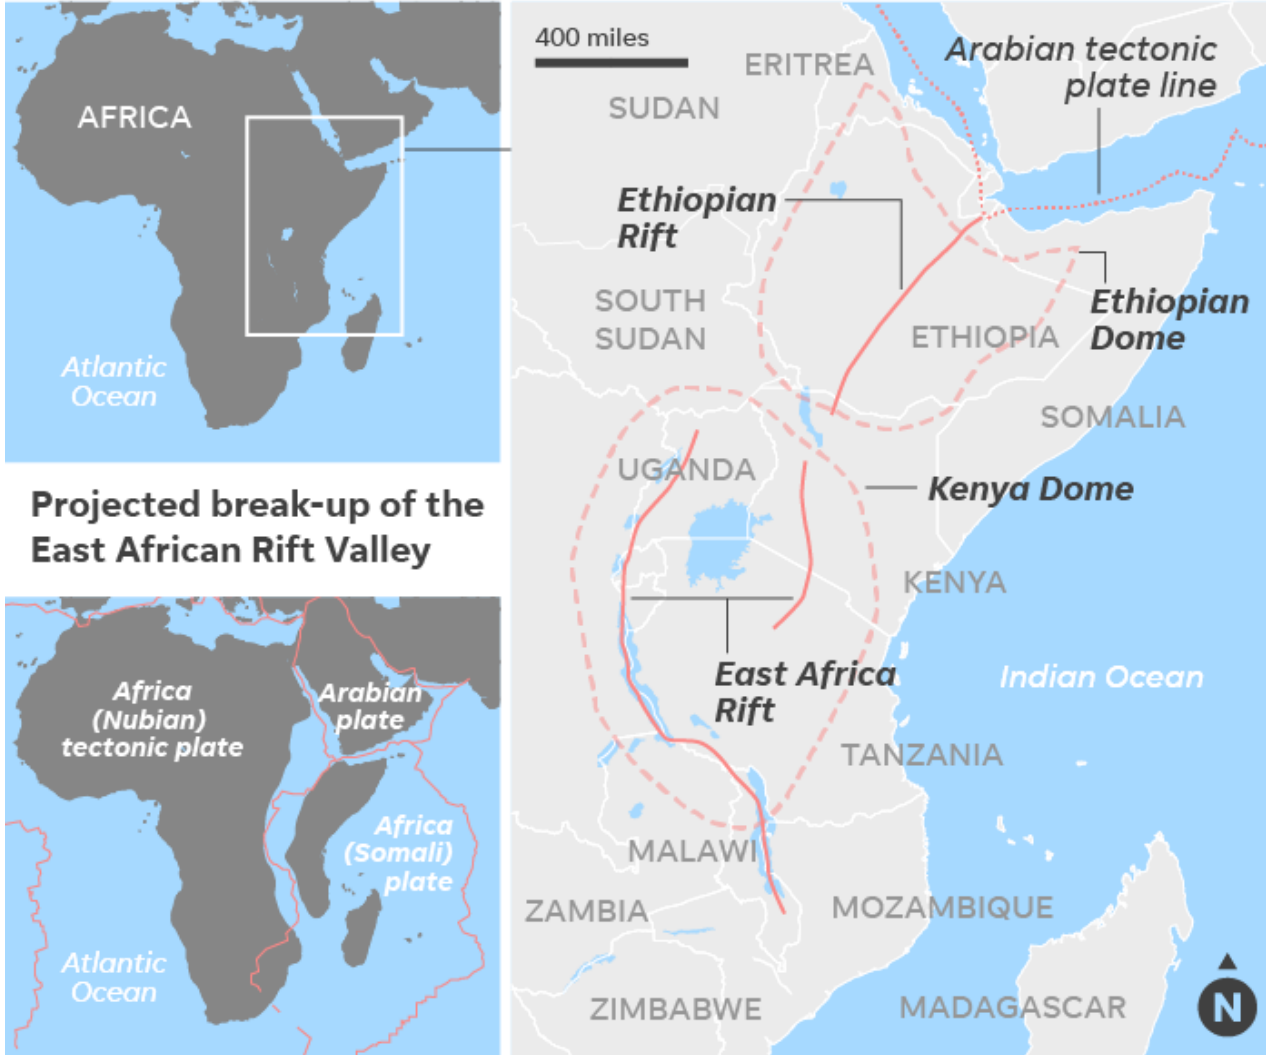 AFRICA
Atlantic
Ocean
Projected break-up of the
East African Rift Valley
Africa
(Nubian)
tectonic plate
Arabian
plate
Africa
(Somali)
plate
Atlantic
Ocean
400 miles
ERITREA
SUDAN
Arabian tectonic
plate line
Ethiopian
Rift
SOUTH
SUDAN
ETHIOPIA
Ethiopian
Dome
SOMALIA
UGANDA
Kenya Dome
KENYA
East Africa
Rift
Indian Ocean
TANZANIA
MALAWI
ZAMBIA
MOZAMBIQUE
ZIMBABWE
MADAGASCAR
N